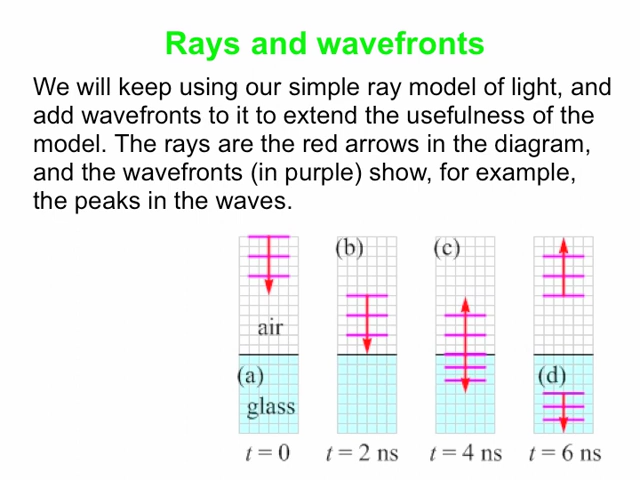 Rays and wavefronts
We will keep using our simple ray model of light, and
add wavefronts to it to extend the usefulness of the
model. The rays are the red arrows in the diagram,
and the wavefronts (in purple) show, for example,
the peaks in the waves.
(b)
(c)
air
(a)
(d)
glass
t = 0
t = 2 ns
t = 4 ns
t = 6 ns